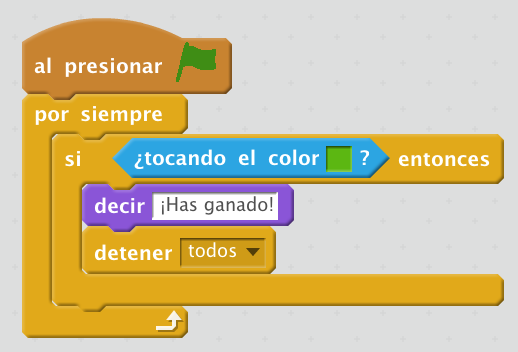 al presionar
por siempre
si ¿tocando el color ? entonces
decir ¡Has ganado!
detener todos